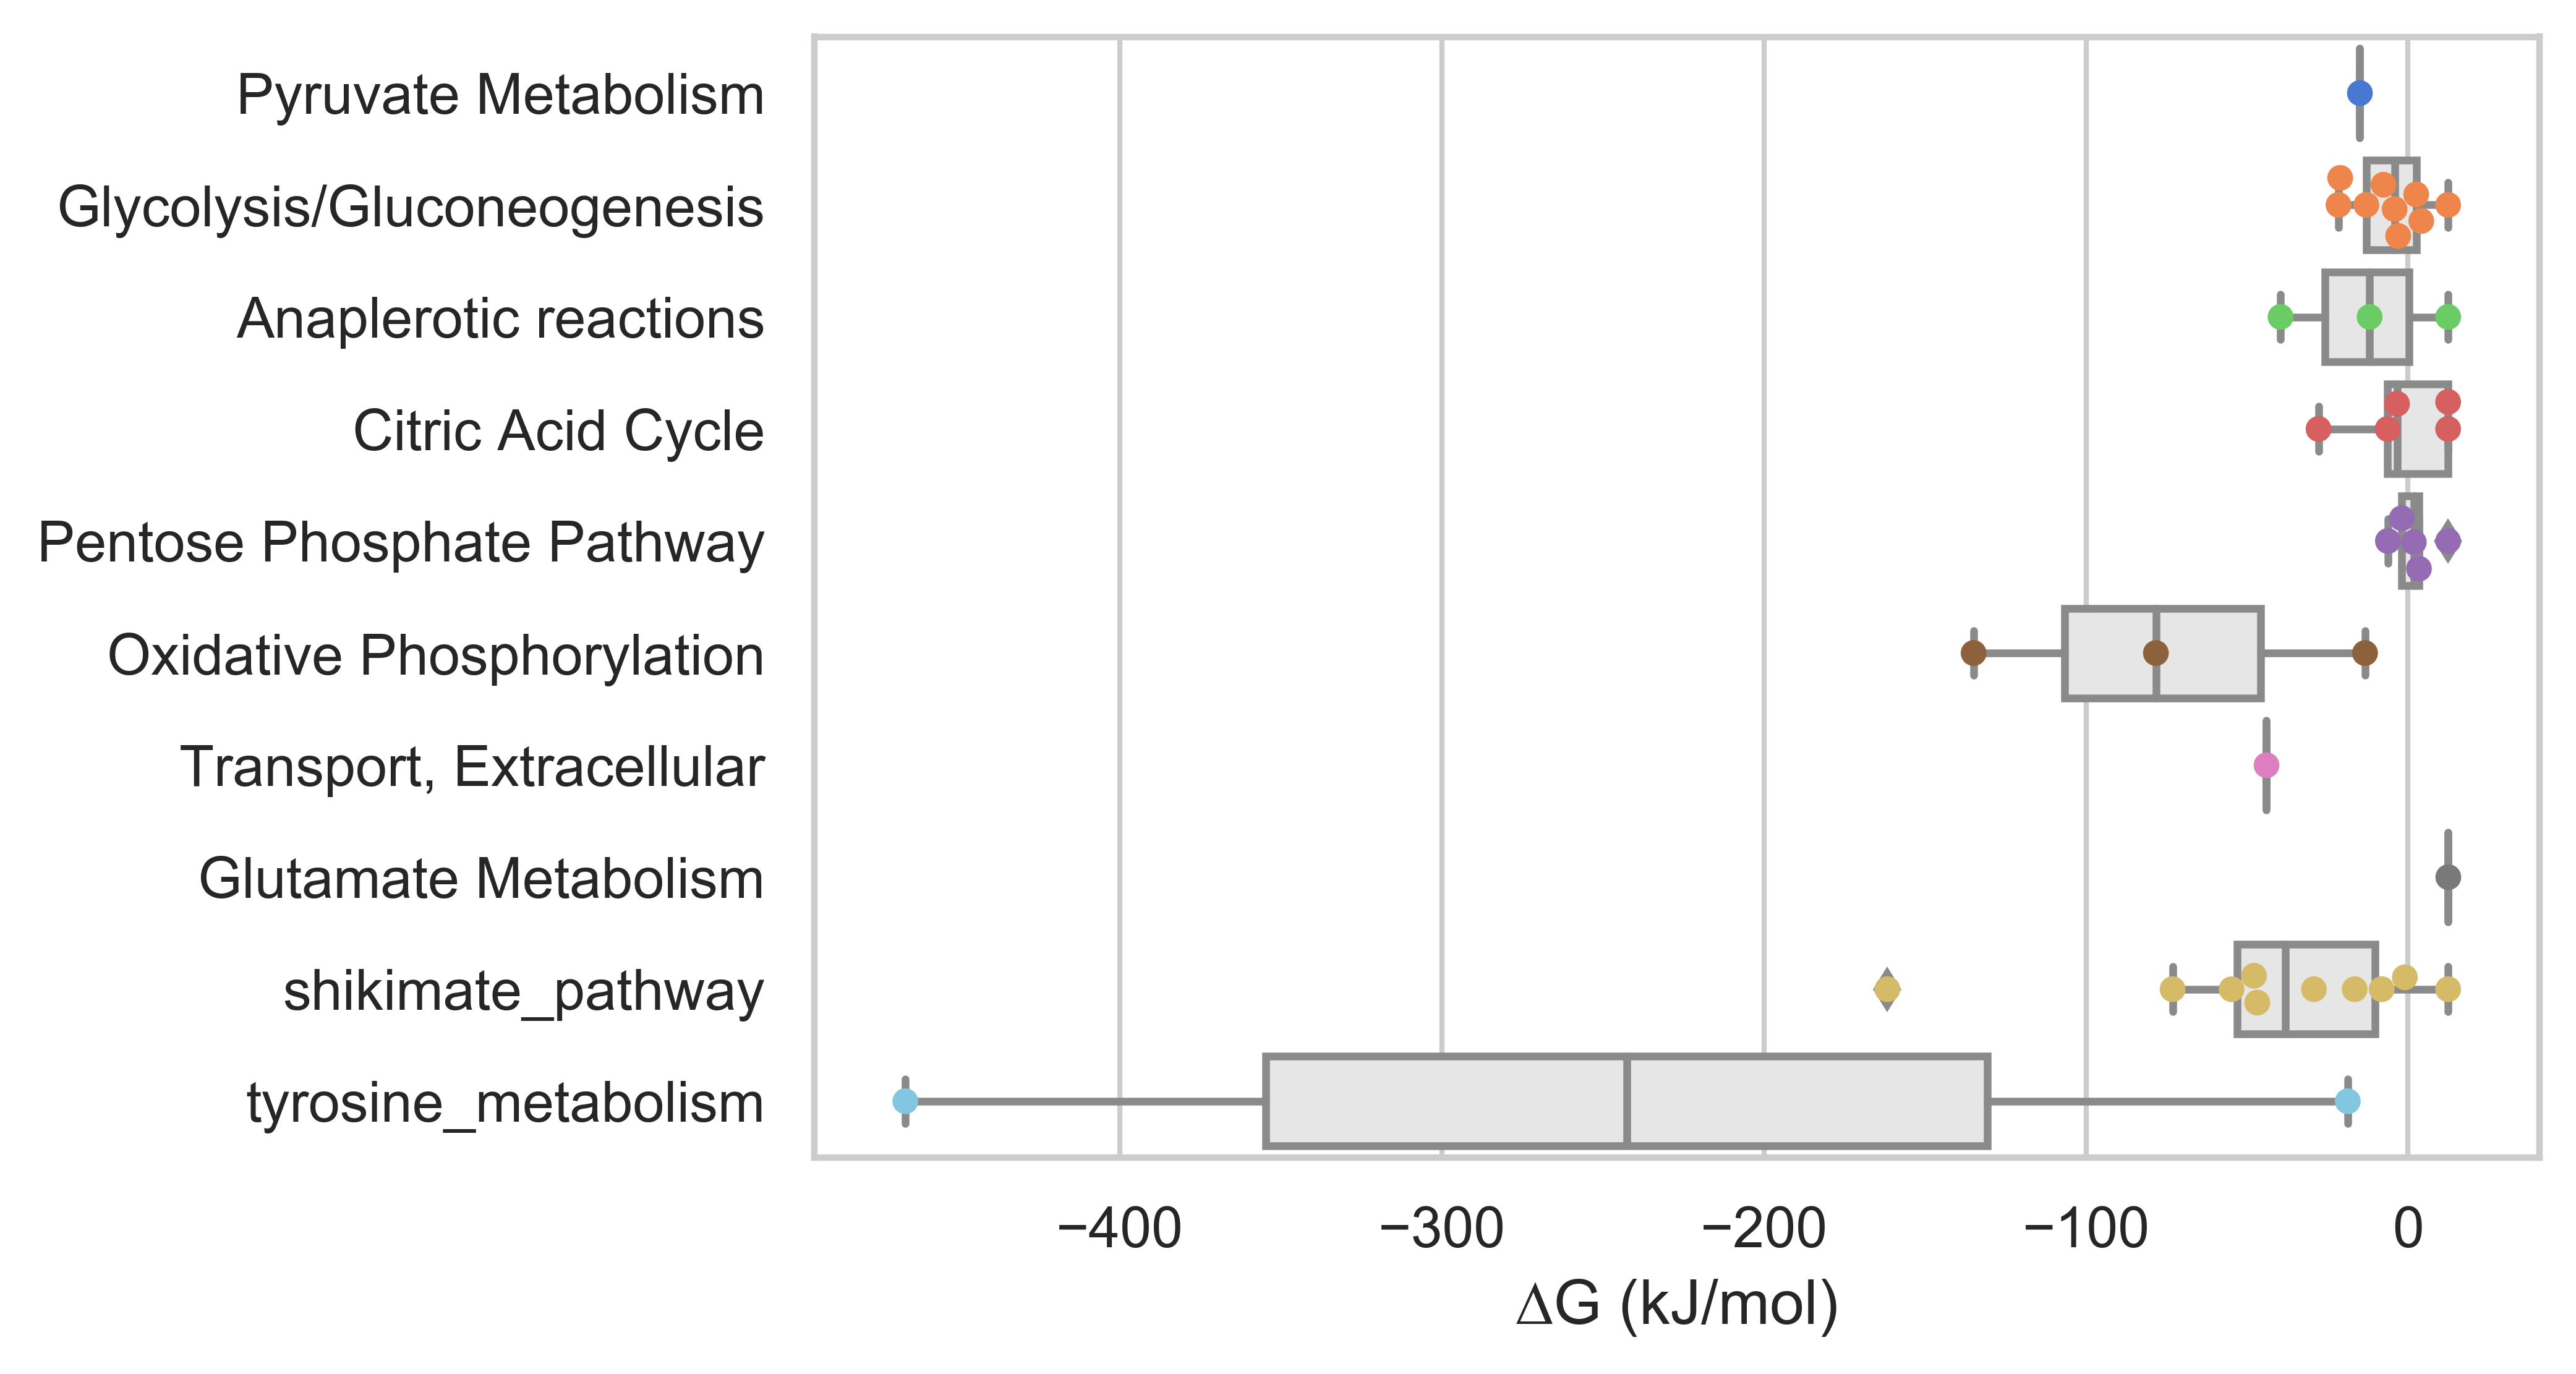 Pyruvate Metabolism
Glycolysis/Gluconeogenesis
Anaplerotic reactions
Citric Acid Cycle
Pentose Phosphate Pathway
Oxidative Phosphorylation
Transport, Extracellular
Glutamate Metabolism
shikimate_pathway
tyrosine_metabolism
−400 −300 −200 −100 0
ΔG (kJ/mol)